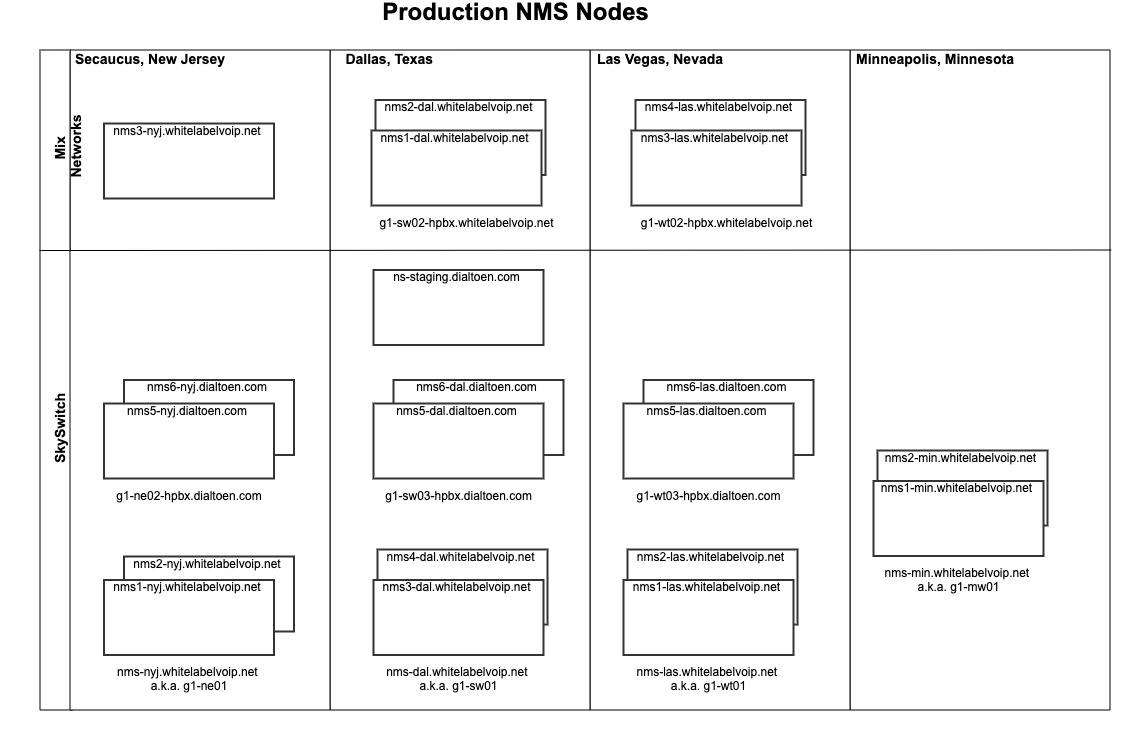 Production NMS Nodes
Secaucus, New Jersey
Dallas, Texas
Las Vegas, Nevada
Minneapolis, Minnesota
Mix
Networks
nms3-nyj.whitelabelvoip.net
nms2-dal.whitelabelvoip.net
nms1-dal.whitelabelvoip.net
g1-sw02-hpbx.whitelabelvoip.net
nms4-las.whitelabelvoip.net
nms3-las.whitelabelvoip.net
g1-wt02-hpbx.whitelabelvoip.net
SkySwitch
nms6-nyj.dialtoen.com
nms5-nyj.dialtoen.com
g1-ne02-hpbx.dialtoen.com
nms2-nyj.whitelabelvoip.net
nms1-nyj.whitelabelvoip.net
nms-nyj.whitelabelvoip.net
a.k.a. g1-ne01
ns-staging.dialtoen.com
nms6-dal.dialtoen.com
nms5-dal.dialtoen.com
g1-sw03-hpbx.dialtoen.com
nms4-dal.whitelabelvoip.net
nms3-dal.whitelabelvoip.net
nms-dal.whitelabelvoip.net
a.k.a. g1-sw01
nms6-las.dialtoen.com
nms5-las.dialtoen.com
g1-wt03-hpbx.dialtoen.com
nms2-las.whitelabelvoip.net
nms1-las.whitelabelvoip.net
nms-las.whitelabelvoip.net
a.k.a. g1-wt01
nms2-min.whitelabelvoip.net
nms1-min.whitelabelvoip.net
nms-min.whitelabelvoip.net
a.k.a. g1-mw01